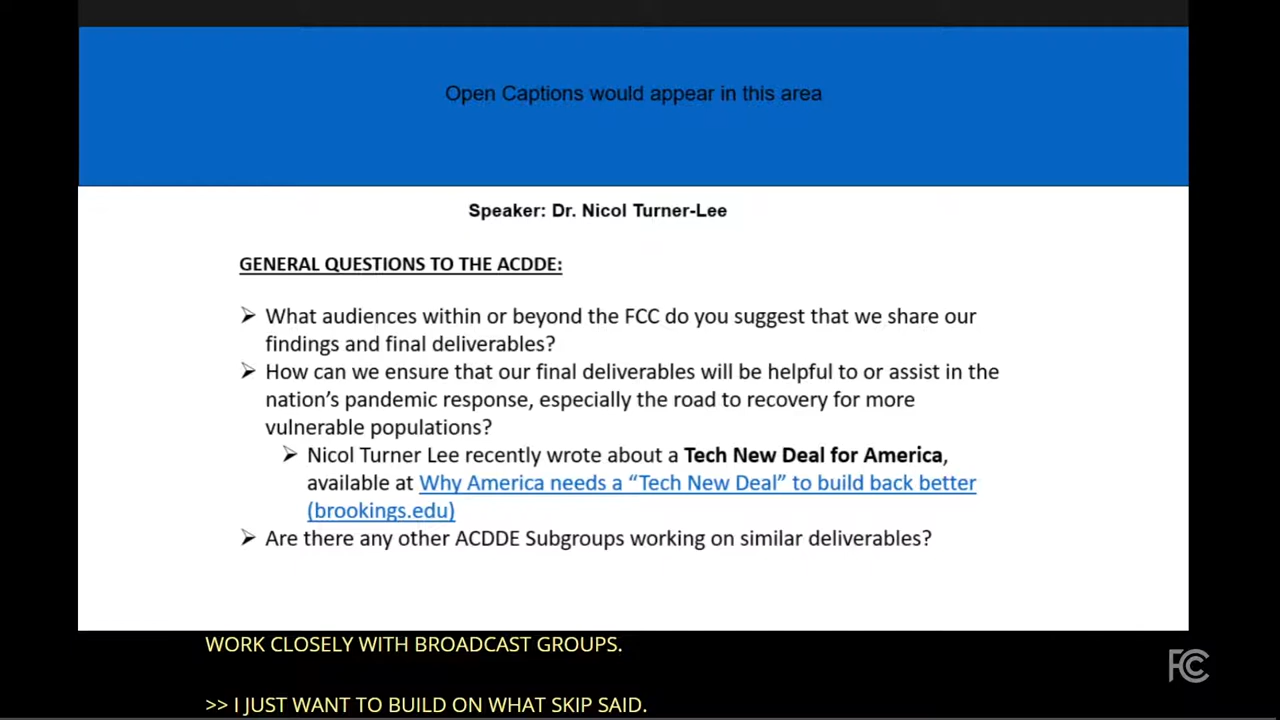 Open Captions would appear in this area
Speaker: Dr. Nicol Turner-Lee
GENERAL QUESTIONS TO THE ACDDE:
➢ What audiences within or beyond the FCC do you suggest that we share our
findings and final deliverables?
➢ How can we ensure that our final deliverables will be helpful to or assist in the
nation’s pandemic response, especially the road to recovery for more
vulnerable populations?
➢ Nicol Turner Lee recently wrote about a Tech New Deal for America,
available at Why America needs a “Tech New Deal” to build back better
(brookings.edu)
➢ Are there any other ACDDE Subgroups working on similar deliverables?
WORK CLOSELY WITH BROADCAST GROUPS.
>> I JUST WANT TO BUILD ON WHAT SKIP SAID.
FCC